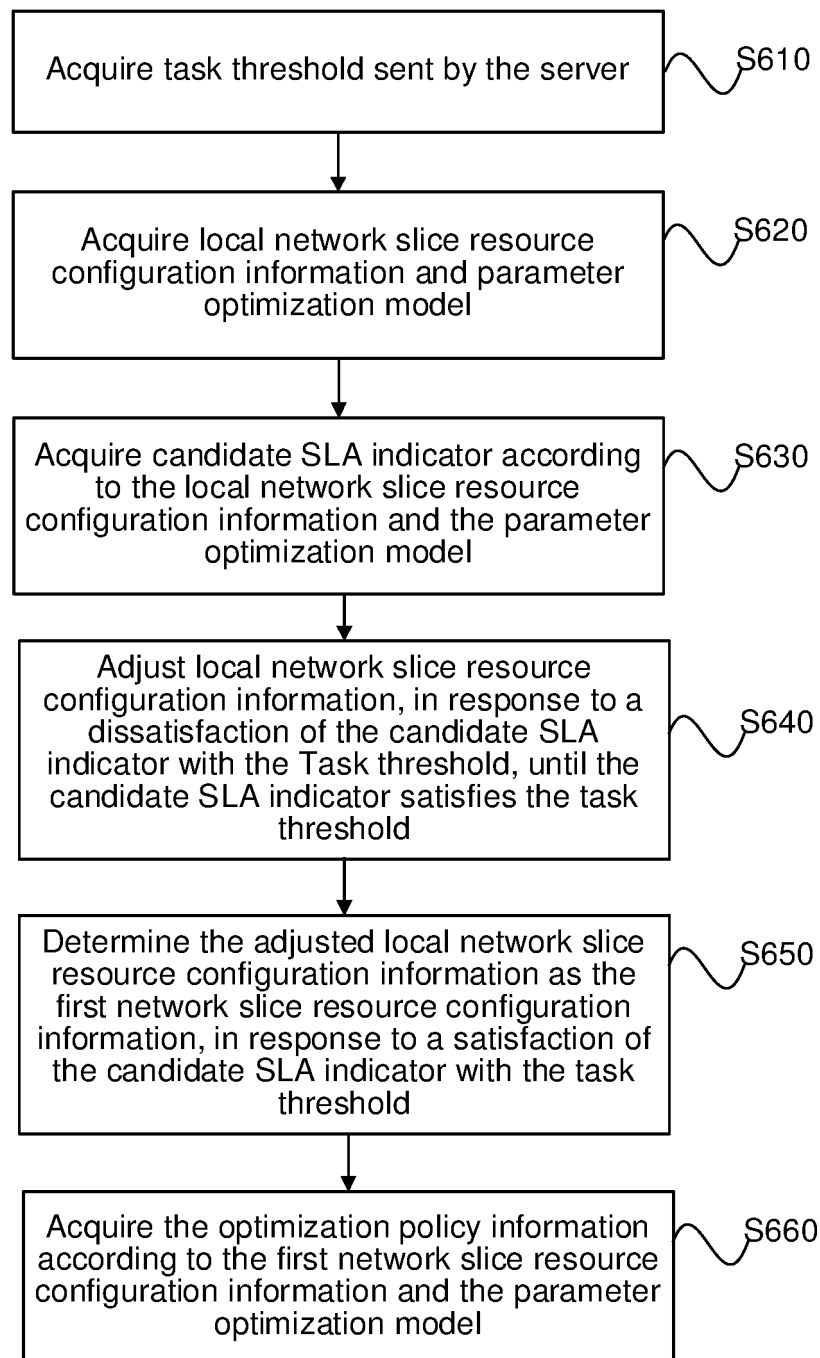 Acquire task threshold sent by the server
S610
Acquire local network slice resource
configuration information and parameter
optimization model
S620
Acquire candidate SLA indicator according
to the local network slice resource
configuration information and the parameter
optimization model
S630
Adjust local network slice resource
configuration information, in response to a
dissatisfaction of the candidate SLA
indicator with the Task threshold, until the
candidate SLA indicator satisfies the task
threshold
S640
Determine the adjusted local network slice
resource configuration information as the
first network slice resource configuration
information, in response to a satisfaction of
the candidate SLA indicator with the task
threshold
S650
Acquire the optimization policy information
according to the first network slice resource
configuration information and the parameter
optimization model
S660